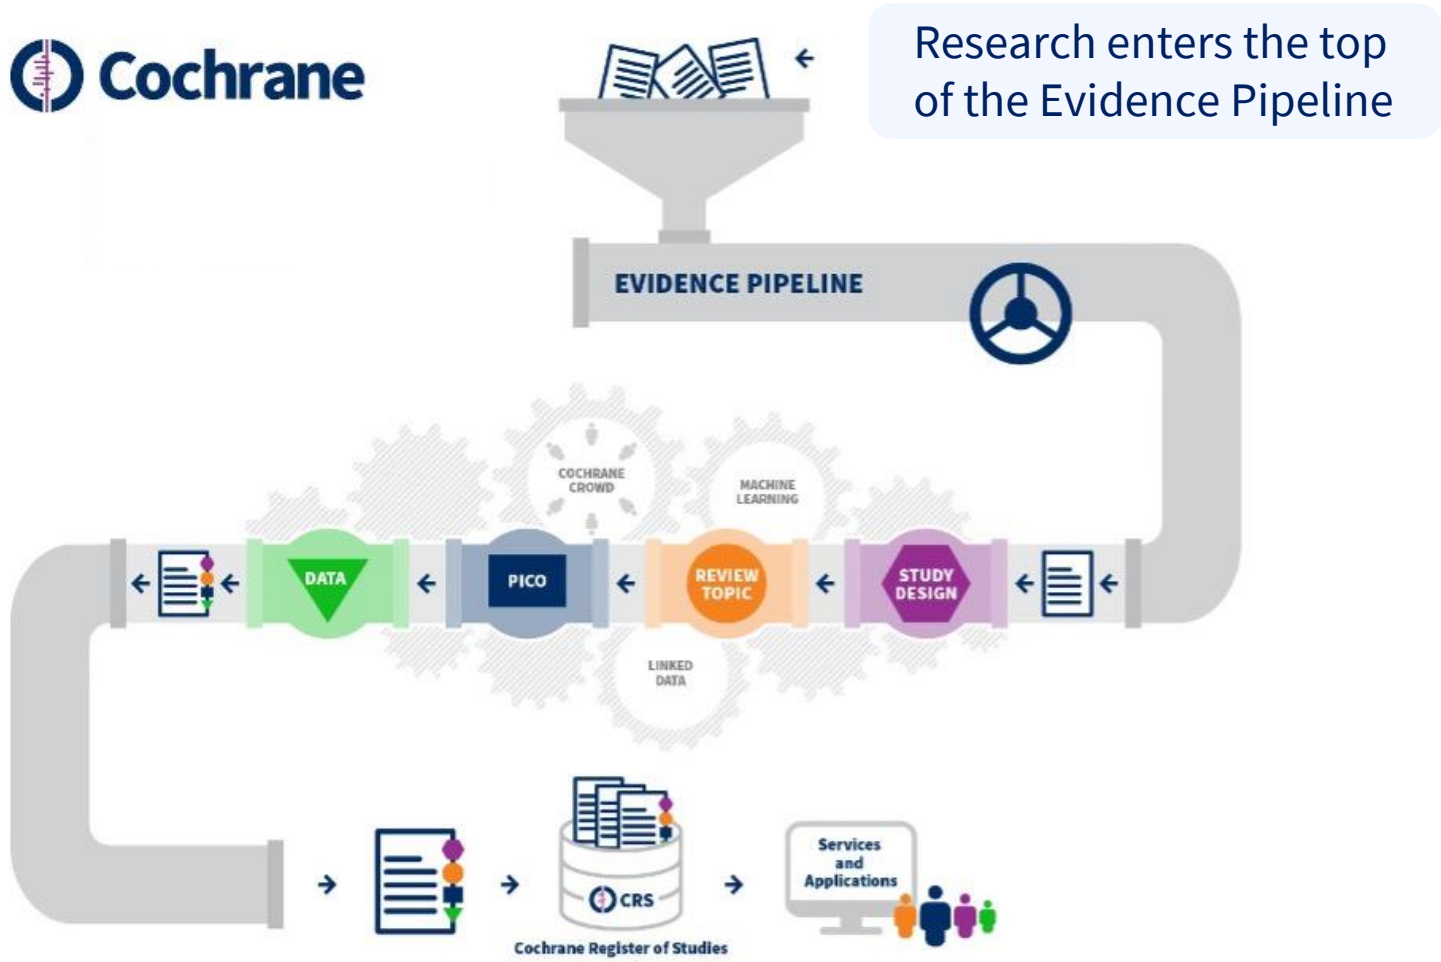 Cochrane
Research enters the top
of the Evidence Pipeline
EVIDENCE PIPELINE
COCHRANE
CROWD
MACHINE
LEARNING
DATA
PICO
REVIEW
TOPIC
STUDY
DESIGN
LINKED
DATA
CRS
Cochrane Register of Studies
Services
and
Applications